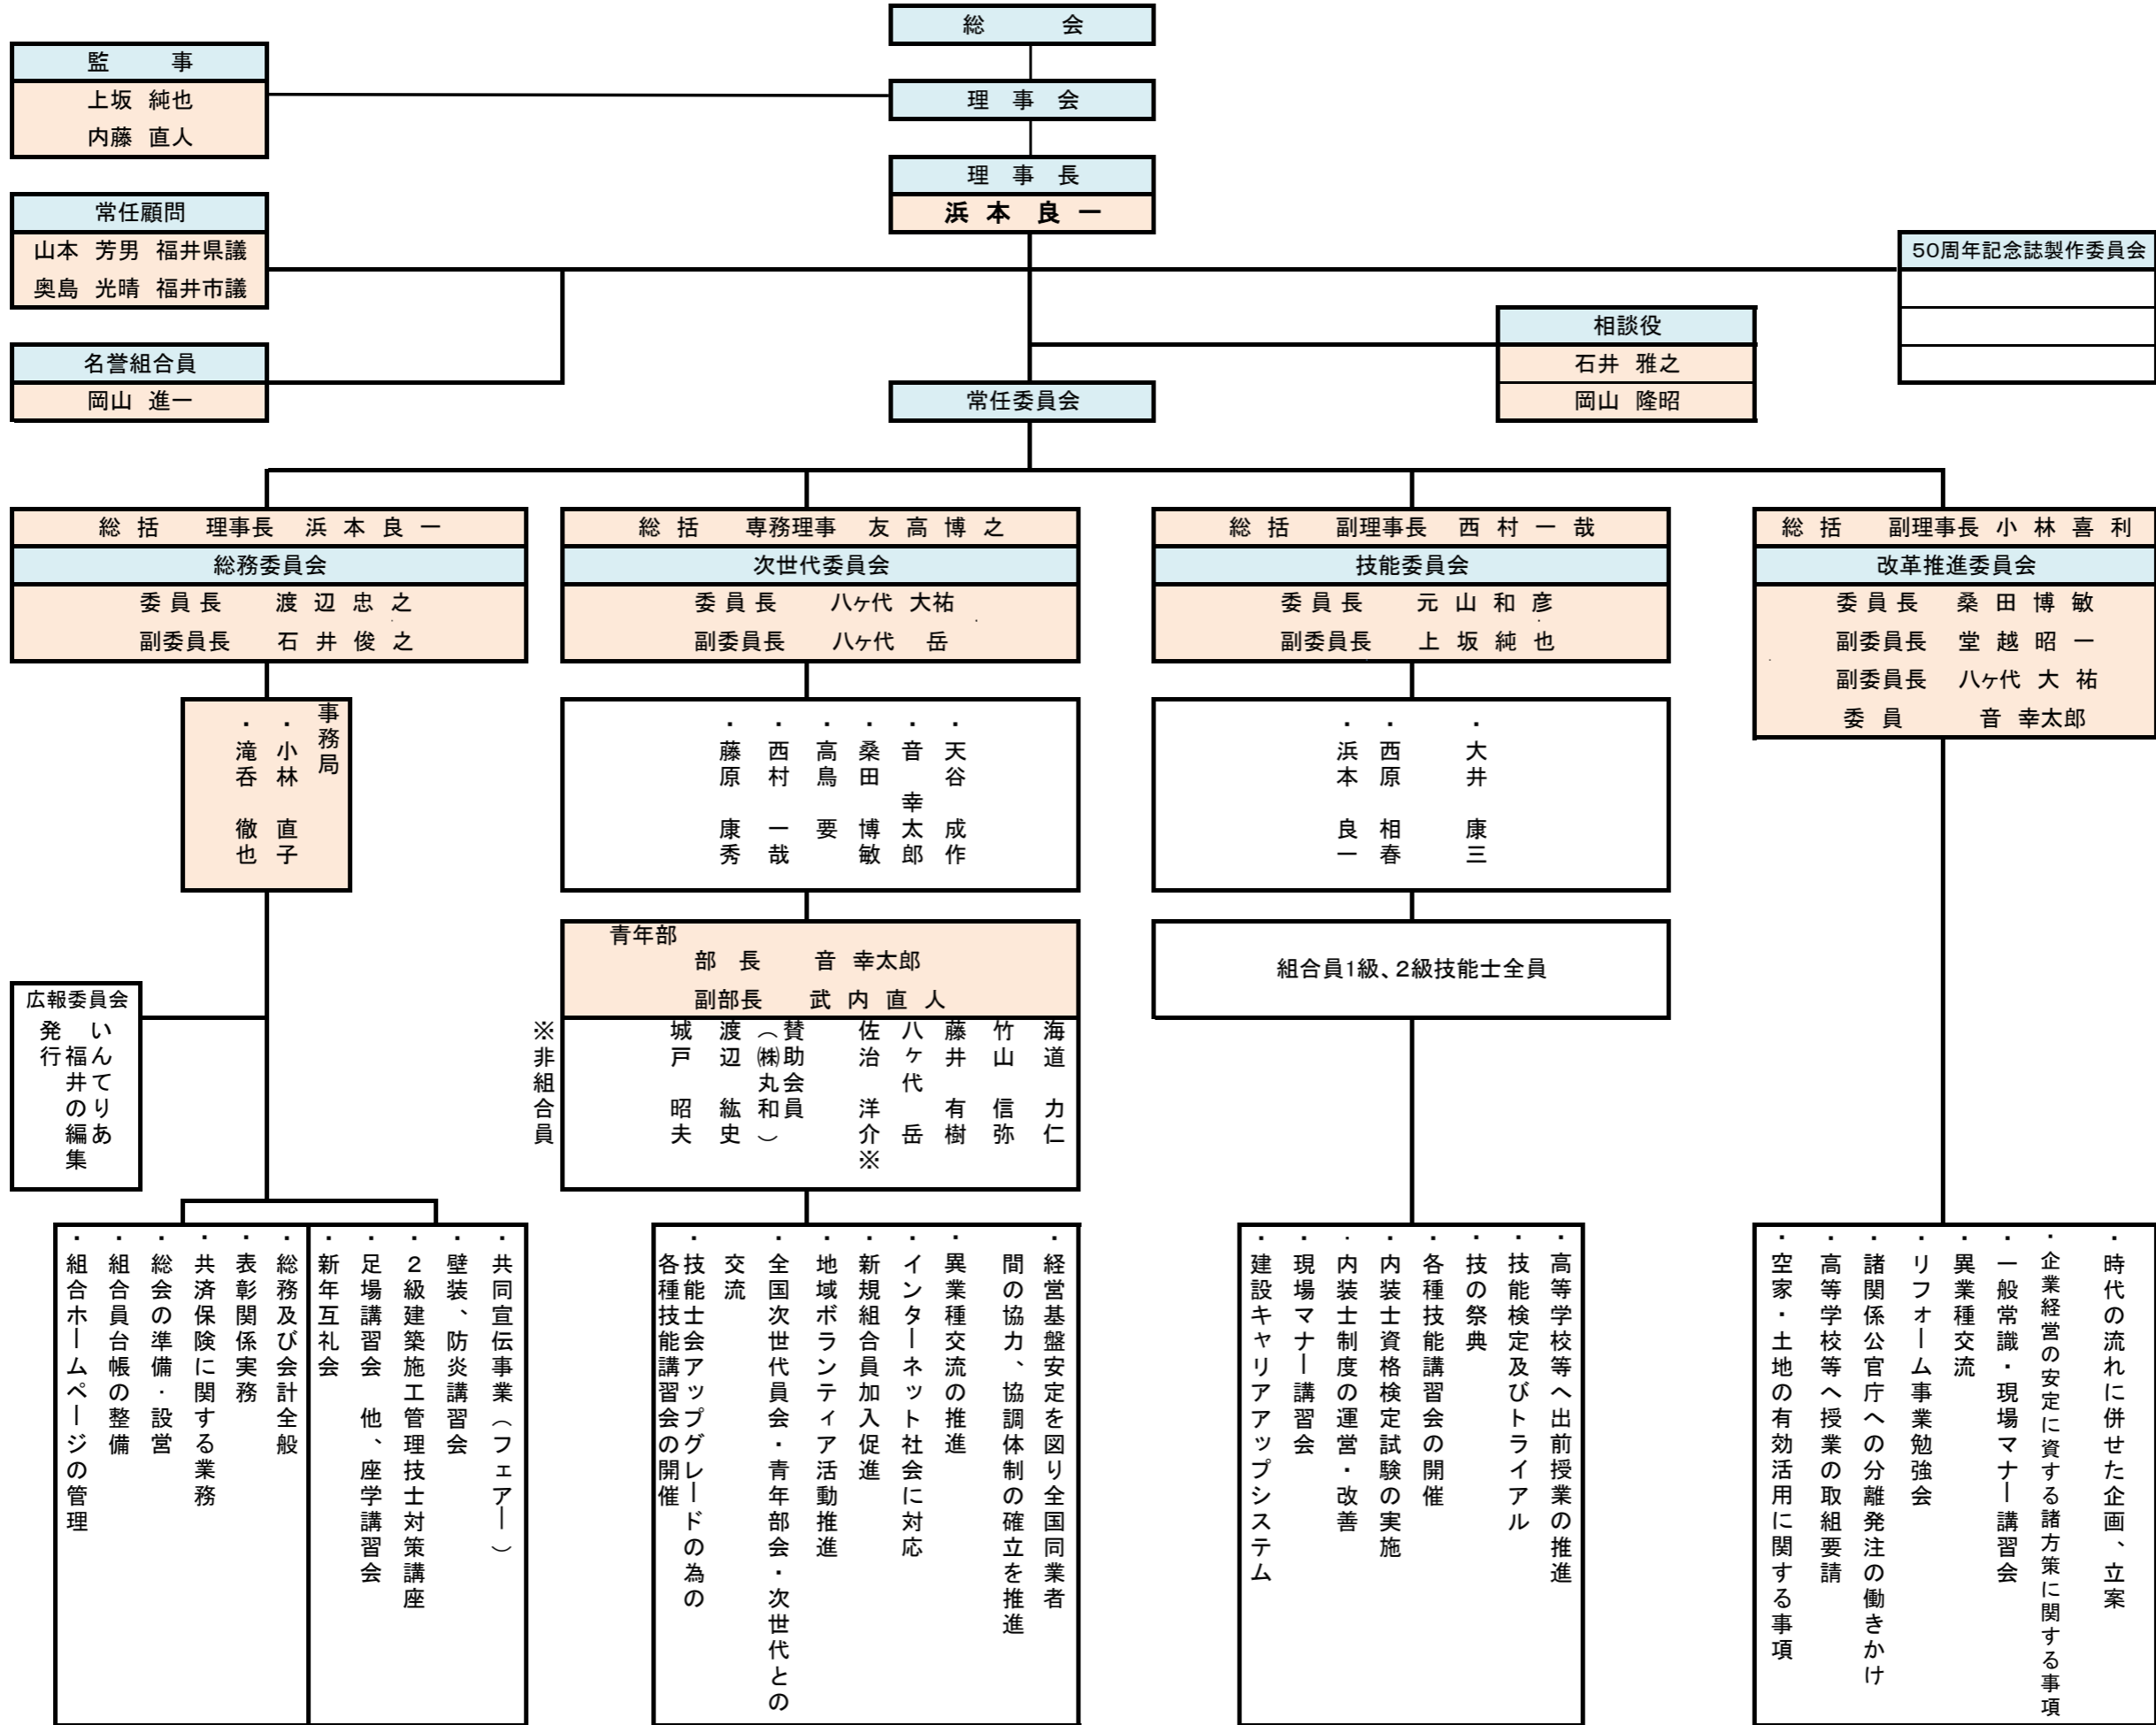 総　会
監　事
上坂 純也
内藤 直人
理 事 会
理 事 長
浜 本 良 一
常任顧問
山本 芳男 福井県議
奥島 光晴 福井市議
50周年記念誌製作委員会
相談役
石井 雅之
岡山 隆昭
名誉組合員
岡山 進一
常任委員会
総 括　理事長　浜 本 良 一
総務委員会
委 員 長　渡 辺 忠 之
副委員長　石 井 俊 之
総 括　専務理事　友 高 博 之
次世代委員会
委 員 長　八ヶ代 大祐
副委員長　八ヶ代 岳
総 括　副理事長　西 村 一 哉
技能委員会
委 員 長　元 山 和 彦
副委員長　上 坂 純 也
総 括　副理事長 小 林 喜 利
改革推進委員会
委 員 長　桑 田 博 敏
副委員長　堂 越 昭 一
副委員長　八ヶ代 大 祐
委 員　音 幸太郎
事務局
・小林 直子
・滝呑 徹也
・天谷 成作
・音 幸太郎
・桑田 博敏
・高鳥 要
・西村 一哉
・藤原 康秀
・大井 康三
・西原 相春
・浜本 良一
青年部
部 長　音 幸太郎
副部長　武 内 直 人
海道 力仁
竹山 信弥
藤井 有樹
八ケ代 岳
佐治 洋介※
賛助会員
（㈱丸和）
渡辺 紘史
城戸 昭夫
※非組合員
組合員1級、2級技能士全員
広報委員会
いんてりあ
福井の編集
発行
・共同宣伝事業（フェアー）
・壁装、防炎講習会
・2級建築施工管理技士対策講座
・足場講習会 他、座学講習会
・新年互礼会
・総務及び会計全般
・表彰関係実務
・共済保険に関する業務
・総会の準備・設営
・組合員台帳の整備
・組合ホームページの管理
・経営基盤安定を図り全国同業者
間の協力、協調体制の確立を推進
・異業種交流の推進
・インターネット社会に対応
・新規組合員加入促進
・地域ボランティア活動推進
・全国次世代員会・青年部会・次世代との
交流
・技能士会アップグレードの為の
各種技能講習会の開催
・高等学校等へ出前授業の推進
・技能検定及びトライアル
・技の祭典
・各種技能講習会の開催
・内装士資格検定試験の実施
・内装士制度の運営・改善
・現場マナー講習会
・建設キャリアアップシステム
・時代の流れに併せた企画、立案
・企業経営の安定に資する諸方策に関する事項
・一般常識・現場マナー講習会
・異業種交流
・リフォーム事業勉強会
・諸関係公官庁への分離発注の働きかけ
・高等学校等へ授業の取組要請
・空家・土地の有効活用に関する事項